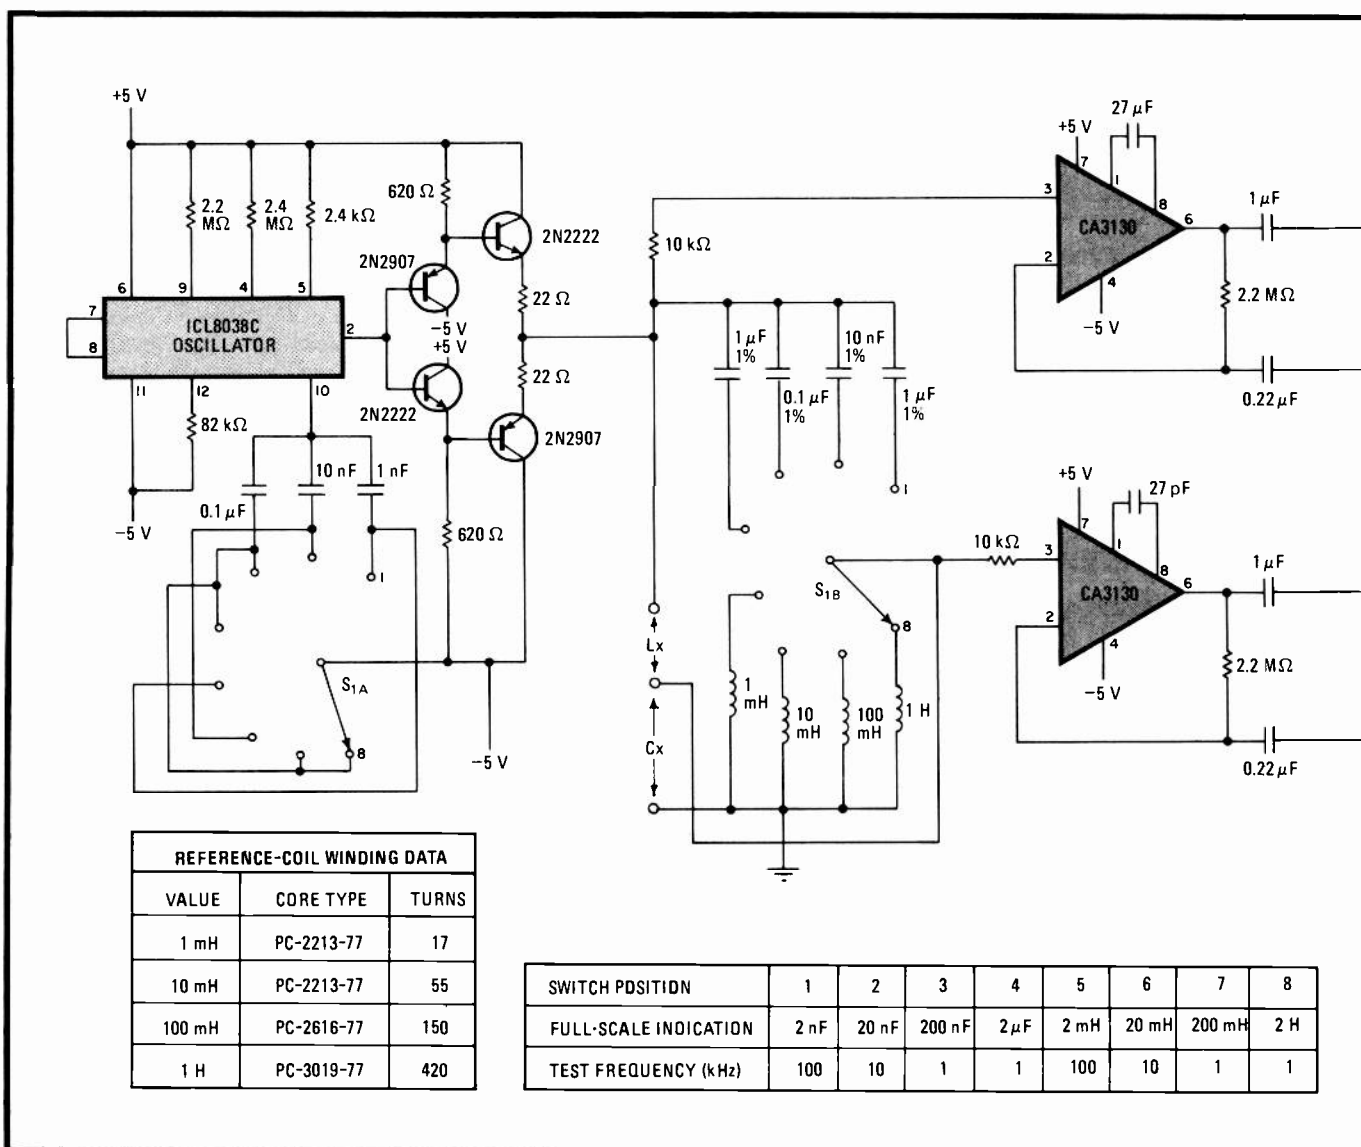 +5 V
2.2 MΩ
2.4 MΩ
2.4 kΩ
620 Ω
2N2907
2N2222
22 Ω
−5 V
+5 V
22 Ω
2N2222
2N2907
620 Ω
6
9
4
5
7
8
2
ICL8038C
OSCILLATOR
11
12
10
82 kΩ
−5 V
0.1 μF
10 nF
1 nF
1
S1A
8
−5 V
10 kΩ
1 μF
1%
0.1 μF
1%
10 nF
1%
1 μF
1%
1
S1B
8
Lx
Cx
1
mH
10
mH
100
mH
1 H
10 kΩ
+5 V
27 μF
7
1
8
3
2
6
4
CA3130
−5 V
1 μF
2.2 MΩ
0.22 μF
+5 V
27 pF
7
1
8
3
2
6
4
CA3130
−5 V
1 μF
2.2 MΩ
0.22 μF
REFERENCE-COIL WINDING DATA
VALUE CORE TYPE TURNS
1 mH PC-2213-77 17
10 mH PC-2213-77 55
100 mH PC-2616-77 150
1 H PC-3019-77 420
SWITCH POSITION 1 2 3 4 5 6 7 8
FULL-SCALE INDICATION 2 nF 20 nF 200 nF 2 μF 2 mH 20 mH 200 mH 2 H
TEST FREQUENCY (kHz) 100 10 1 1 100 10 1 1